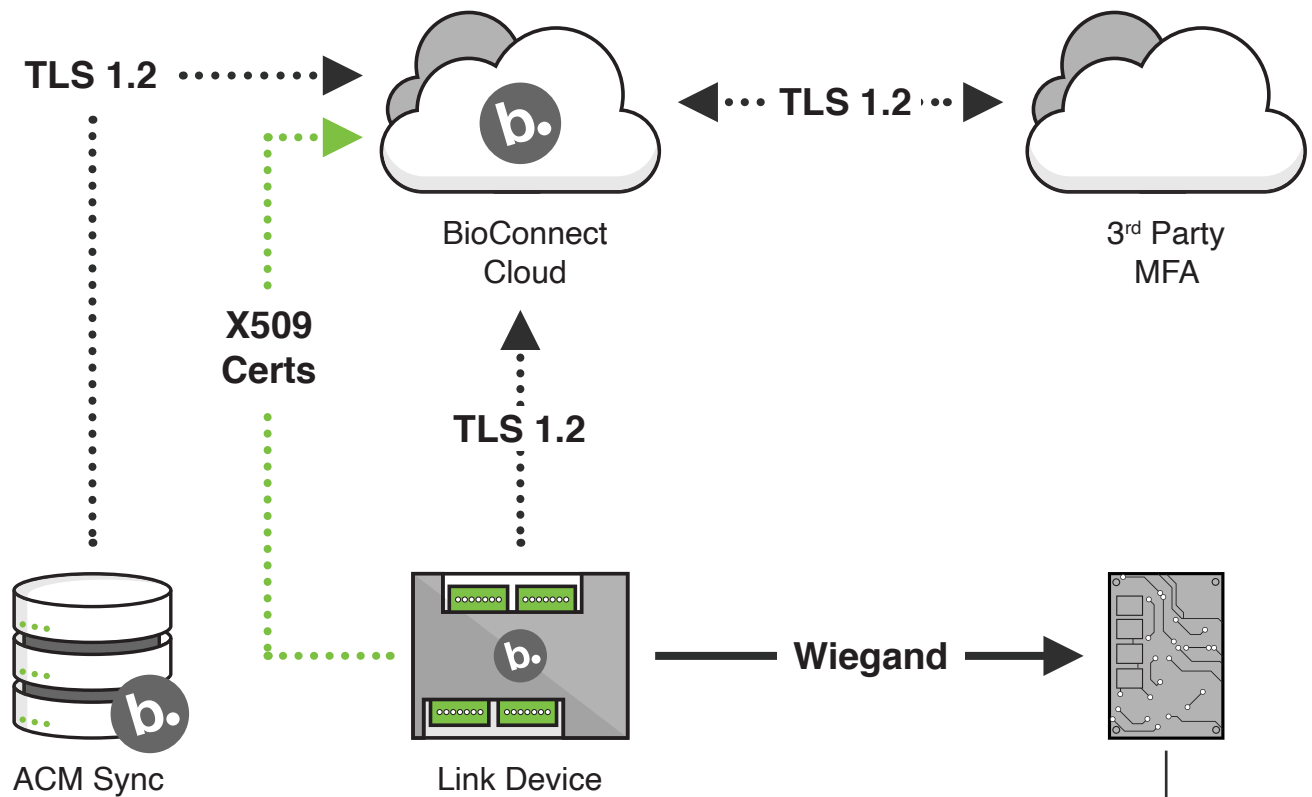 TLS 1.2
b.
TLS 1.2
BioConnect
Cloud
3rd Party
MFA
X509
Certs
TLS 1.2
b.
Wiegand
b.
ACM Sync
Link Device